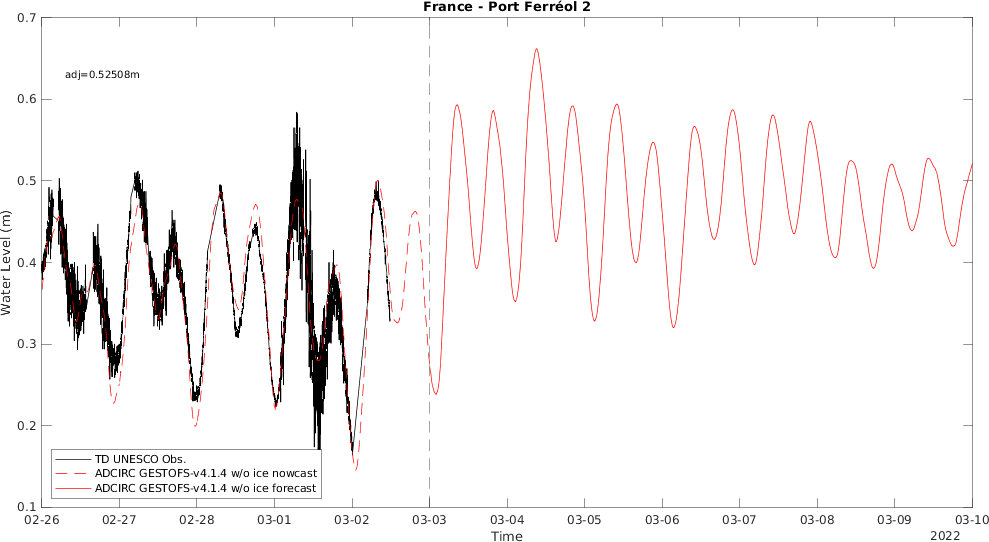 France - Port Ferréol 2
adj=0.52508m
Water Level (m)
0.7
0.6
0.5
0.4
0.3
0.2
0.1
TD UNESCO Obs.
ADCIRC GESTOFS-v4.1.4 w/o ice nowcast
ADCIRC GESTOFS-v4.1.4 w/o ice forecast
02-26 02-27 02-28 03-01 03-02 03-03 03-04 03-05 03-06 03-07 03-08 03-09 03-10
Time
2022